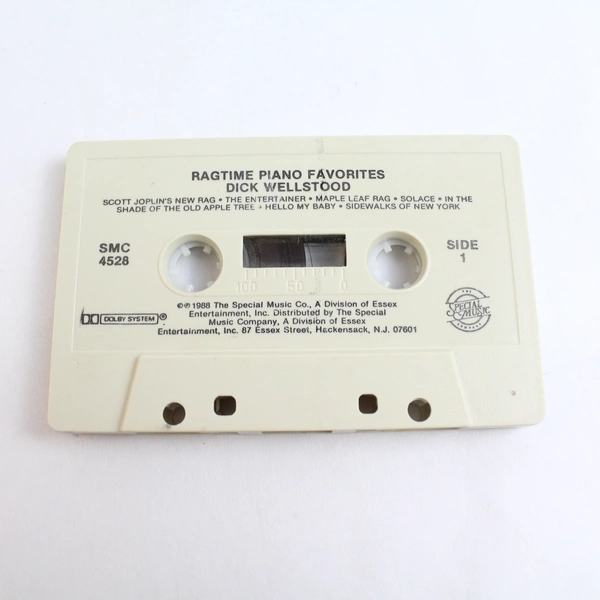 RAGTIME PIANO FAVORITES
DICK WELLSTOOD
SCOTT JOPLIN'S NEW RAG • THE ENTERTAINER • MAPLE LEAF RAG • SOLACE • IN THE
SHADE OF THE OLD APPLE TREE • HELLO MY BABY • SIDEWALKS OF NEW YORK
SMC
4528
SIDE
1
100 50 0
©℗1988 The Special Music Co., A Division of Essex
Entertainment, Inc. Distributed by The Special
Music Company, A Division of Essex
Entertainment, Inc. 87 Essex Street, Hackensack, N.J. 07601
DOLBY SYSTEM®
THE
SPECIAL MUSIC
COMPANY